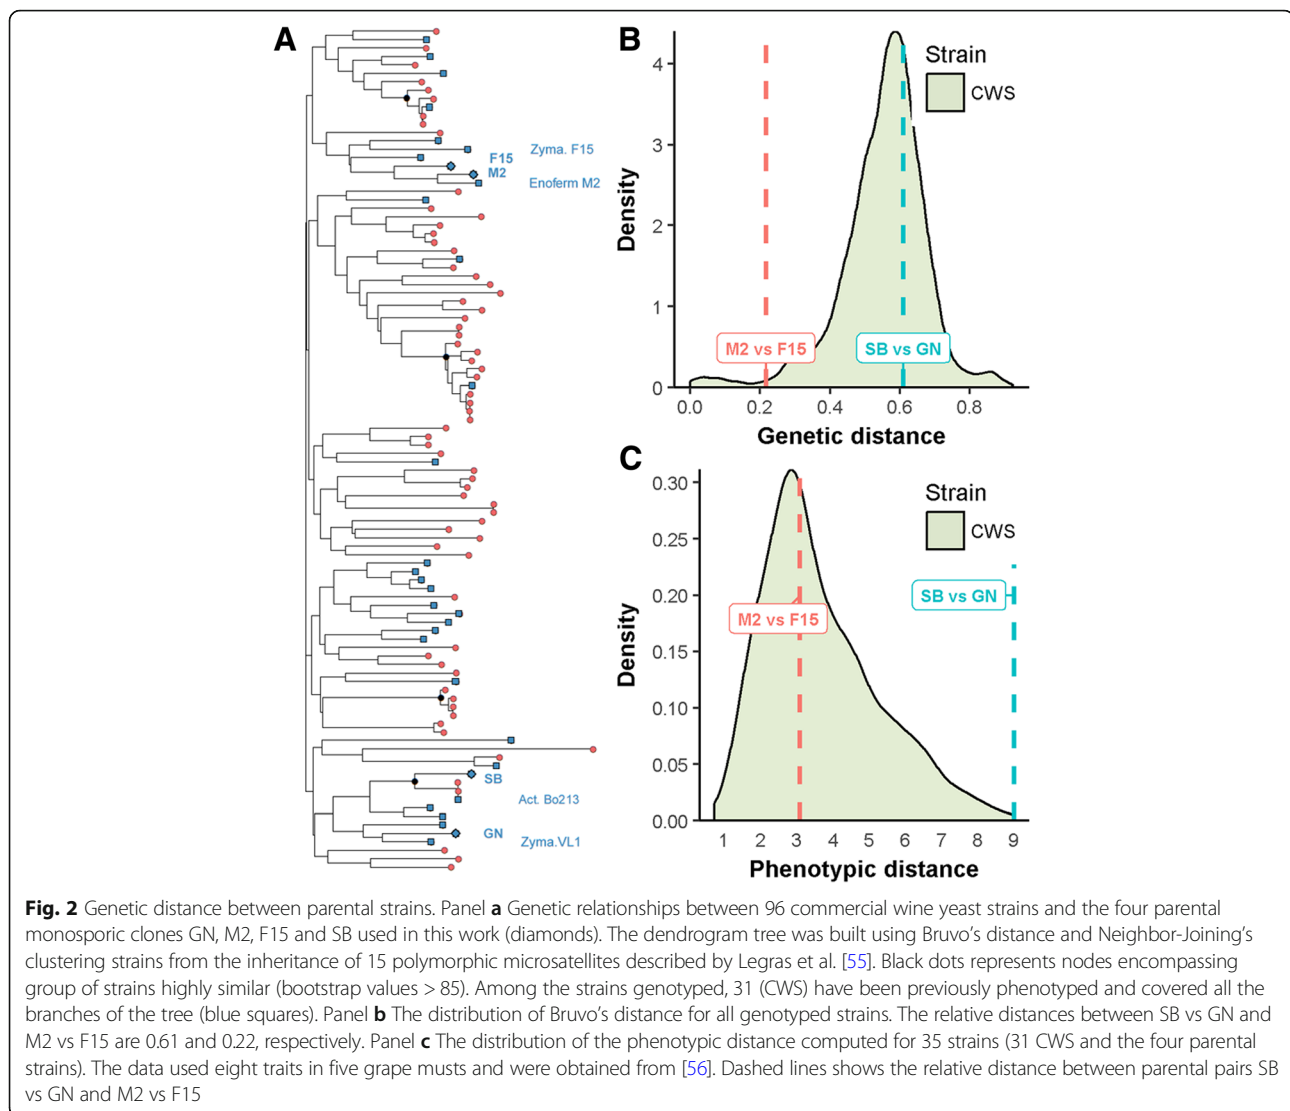 A
F15
M2
Zyma. F15
Enoferm M2
SB
Act. Bo213
GN
Zyma.VL1
B
Density
4
3
2
1
0
Strain
CWS
M2 vs F15
SB vs GN
0.0
0.2
0.4
0.6
0.8
Genetic distance
C
Density
0.30
0.25
0.20
0.15
0.10
0.05
0.00
Strain
CWS
SB vs GN
M2 vs F15
1
2
3
4
5
6
7
8
9
Phenotypic distance
Fig. 2 Genetic distance between parental strains. Panel a Genetic relationships between 96 commercial wine yeast strains and the four parental
monosporic clones GN, M2, F15 and SB used in this work (diamonds). The dendrogram tree was built using Bruvo's distance and Neighbor-Joining's
clustering strains from the inheritance of 15 polymorphic microsatellites described by Legras et al. [55]. Black dots represents nodes encompassing
group of strains highly similar (bootstrap values > 85). Among the strains genotyped, 31 (CWS) have been previously phenotyped and covered all the
branches of the tree (blue squares). Panel b The distribution of Bruvo's distance for all genotyped strains. The relative distances between SB vs GN and
M2 vs F15 are 0.61 and 0.22, respectively. Panel c The distribution of the phenotypic distance computed for 35 strains (31 CWS and the four parental
strains). The data used eight traits in five grape musts and were obtained from [56]. Dashed lines shows the relative distance between parental pairs SB
vs GN and M2 vs F15